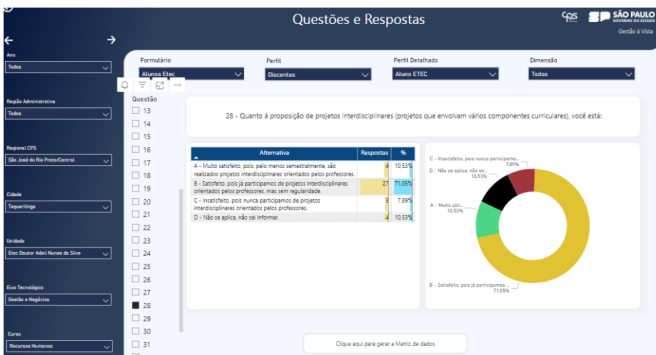 Questões e Respostas
CPS
SÃO PAULO
GOVERNO DO ESTADO
Gestão à Vista
Ano
Todos
Região Administrativa
Todos
Regional CPS
São José do Rio Preto/Central
Cidade
Taquaritinga
Unidade
Etec Doutor Adail Nunes da Silva
Eixo Tecnológico
Gestão e Negócios
Curso
Recursos Humanos
Formulário
Alunos Etec
Perfil
Discentes
Perfil Detalhado
Aluno ETEC
Dimensão
Todos
Questão
13
14
15
16
17
18
19
20
21
22
23
24
25
26
27
28
29
30
31
28 - Quanto à proposição de projetos interdisciplinares (projetos que envolvam vários componentes curriculares), você está:
Alternativa Respostas %
A - Muito satisfeito, pois, pelo menos semestralmente, são 4 10,53%
realizados projetos interdisciplinares orientados pelos professores.
B - Satisfeito, pois já participamos de projetos interdisciplinares 27 71,05%
orientados pelos professores, mas sem regularidade.
C - Insatisfeito, pois nunca participamos de projetos 3 7,89%
interdisciplinares orientados pelos professores.
D - Não se aplica, não sei informar. 4 10,53%
C - Insatisfeito, pois nunca participamo...
7,89%
D - Não se aplica, não se...
10,53%
A - Muito sati...
10,53%
B - Satisfeito, pois já participamos ...
71,05%
Clique aqui para gerar a Matriz de dados